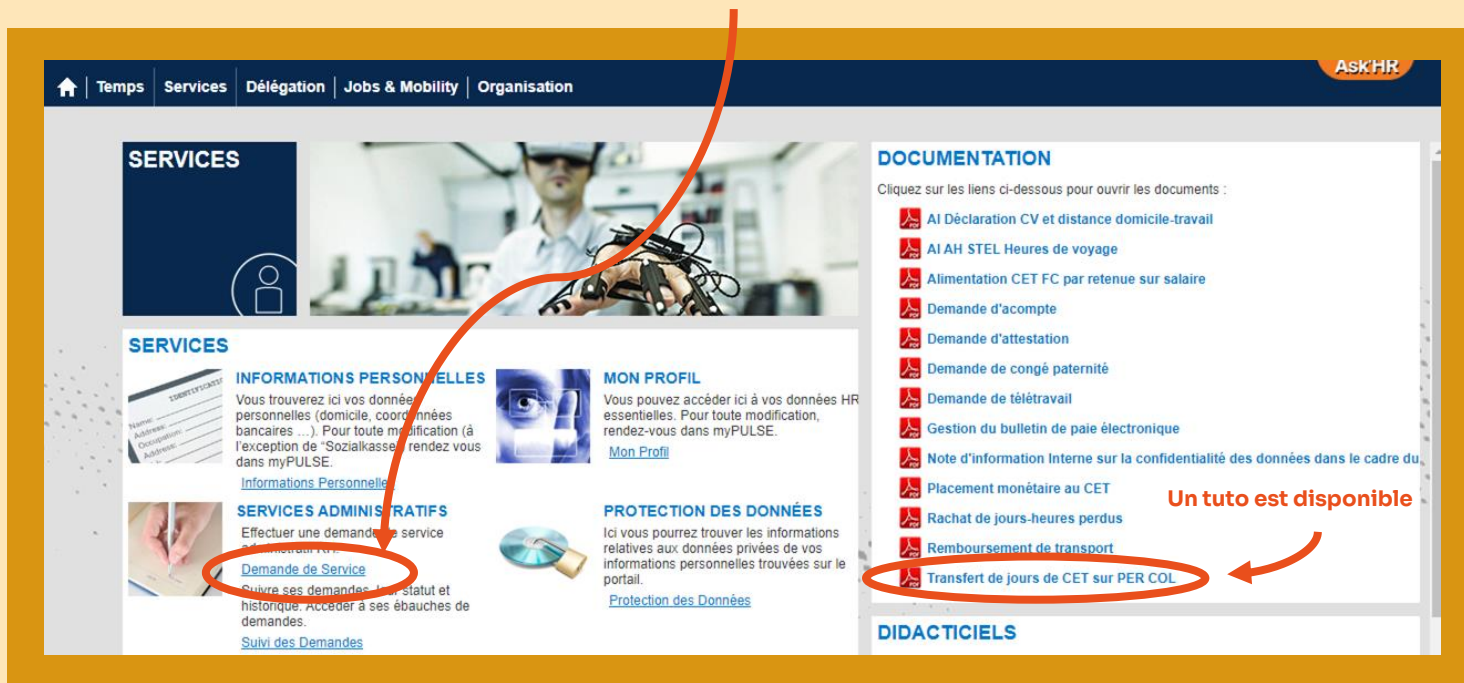 Ask'HR
Temps
Services
Délégation
Jobs & Mobility
Organisation
SERVICES
SERVICES
INFORMATIONS PERSONNELLES
Vous trouverez ici vos données
personnelles (domicile, coordonnées
bancaires ...). Pour toute modification (à
l'exception de "Sozialkasse") rendez vous
dans myPULSE.
Informations Personnelles
MON PROFIL
Vous pouvez accéder ici à vos données HR
essentielles. Pour toute modification,
rendez-vous dans myPULSE.
Mon Profil
SERVICES ADMINISTRATIFS
Effectuer une demande de service
administratif RH.
Demande de Service
Suivre ses demandes, leur statut et
historique. Accéder à ses ébauches de
demandes.
Suivi des Demandes
PROTECTION DES DONNÉES
Ici vous pourrez trouver les informations
relatives aux données privées de vos
informations personnelles trouvées sur le
portail.
Protection des Données
DOCUMENTATION
Cliquez sur les liens ci-dessous pour ouvrir les documents :
AI Déclaration CV et distance domicile-travail
AI AH STEL Heures de voyage
Alimentation CET FC par retenue sur salaire
Demande d'acompte
Demande d'attestation
Demande de congé paternité
Demande de télétravail
Gestion du bulletin de paie électronique
Note d'information Interne sur la confidentialité des données dans le cadre du
Placement monétaire au CET
Rachat de jours-heures perdus
Remboursement de transport
Transfert de jours de CET sur PER COL
Un tuto est disponible
DIDACTICIELS